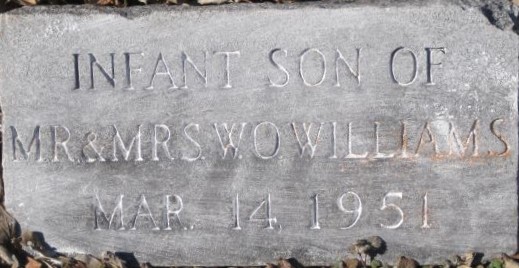 INFANT SON OF
MR. & MRS. W. O. WILLIAMS
MAR. 14, 1951